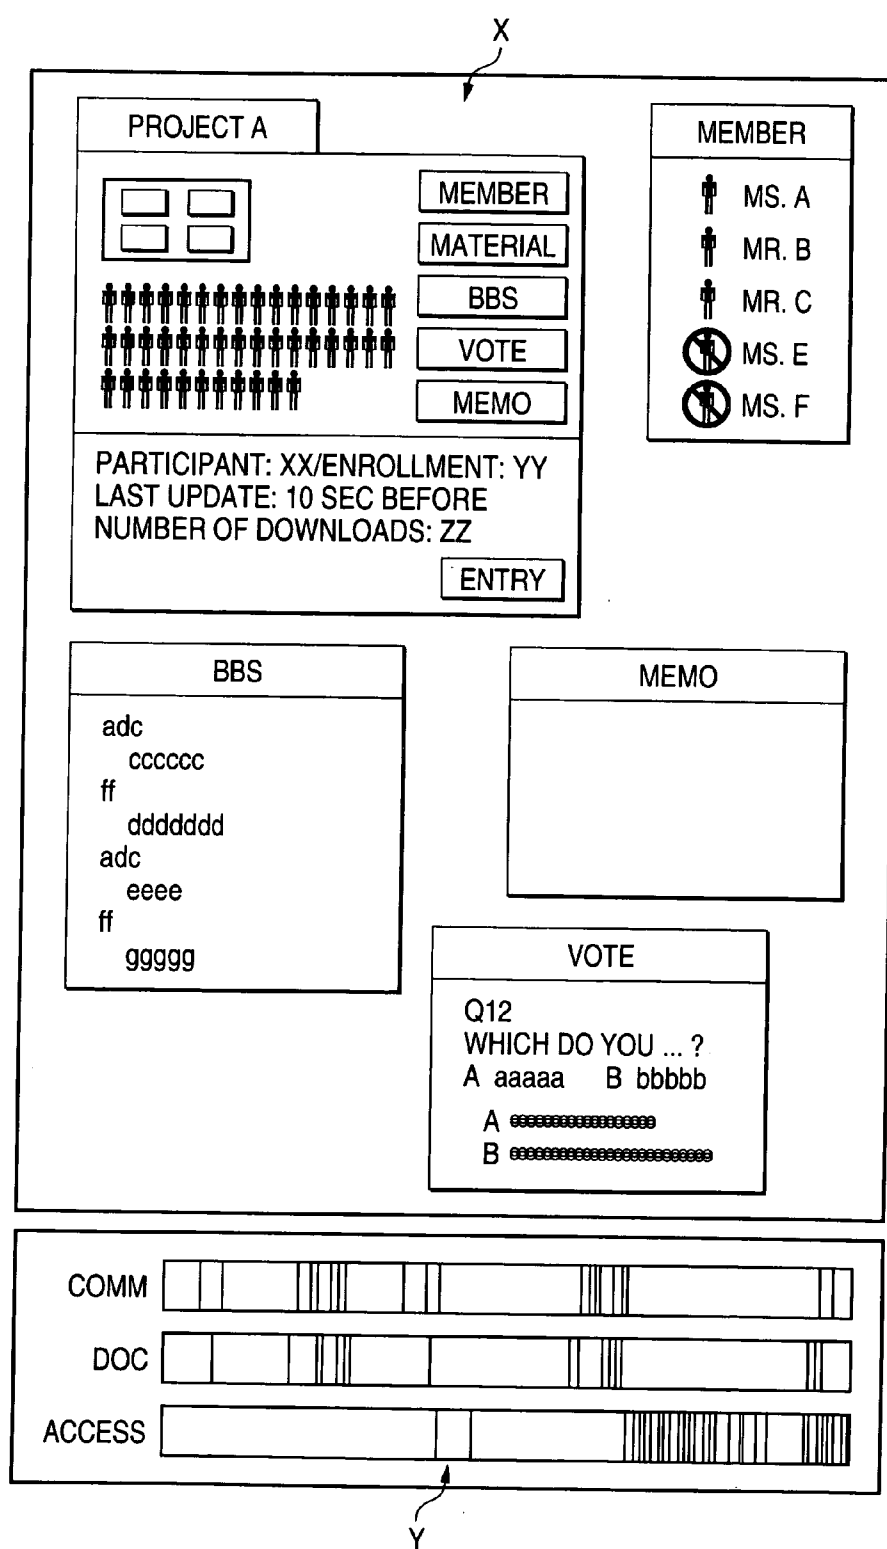 X
PROJECT A
MEMBER
MATERIAL
BBS
VOTE
MEMO
PARTICIPANT: XX/ENROLLMENT: YY
LAST UPDATE: 10 SEC BEFORE
NUMBER OF DOWNLOADS: ZZ
ENTRY
MEMBER
MS. A
MR. B
MR. C
MS. E
MS. F
BBS
adc
cccccc
ff
ddddddd
adc
eeee
ff
ggggg
MEMO
VOTE
Q12
WHICH DO YOU ... ?
A aaaaa B bbbbb
A
B
COMM
DOC
ACCESS
Y